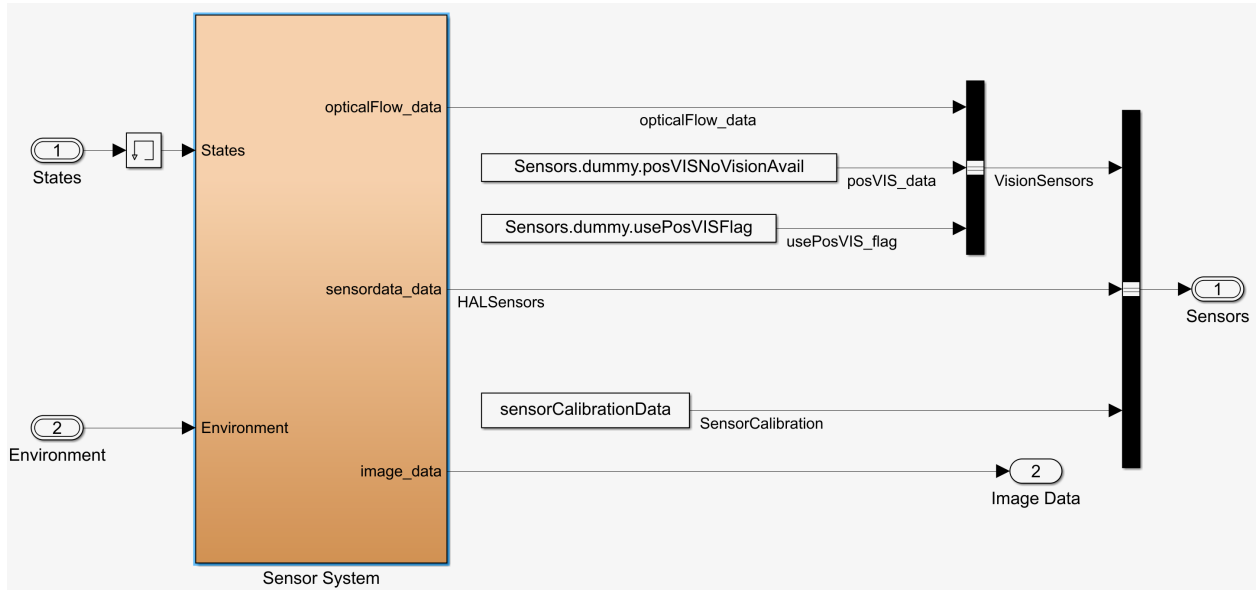 opticalFlow_data
opticalFlow_data
1
States
States
Sensors.dummy.posVISNoVisionAvail
posVIS_data
VisionSensors
Sensors.dummy.usePosVISFlag
usePosVIS_flag
sensordata_data
HALSensors
1
Sensors
sensorCalibrationData
SensorCalibration
2
Environment
Environment
image_data
2
Image Data
Sensor System